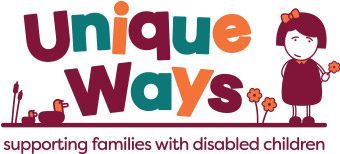 Unique
Ways
supporting families with disabled children